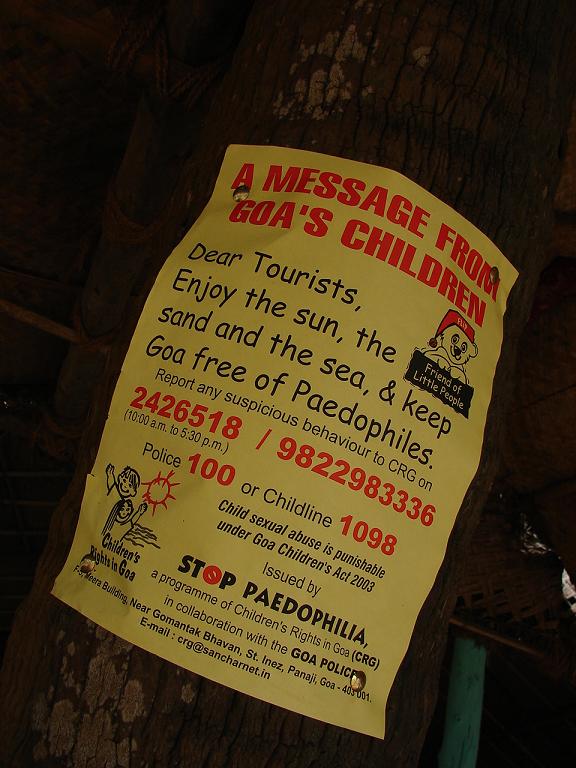 A MESSAGE FROM
GOA'S CHILDREN
Dear Tourists,
Enjoy the sun, the
sand and the sea, & keep
Goa free of Paedophiles.
Friend of
Little People
Report any suspicious behaviour to CRG on
2426518 / 9822983336
(10:00 a.m. to 5:30 p.m.)
Police 100 or Childline 1098
Child sexual abuse is punishable
under Goa Children's Act 2003
Children's
Rights in Goa
Issued by
STOP PAEDOPHILIA,
a programme of Children's Rights in Goa (CRG)
in collaboration with the GOA POLICE
Building, Near Gomantak Bhavan, St. Inez, Panaji, Goa - 403 001.
E-mail : crg@sancharnet.in